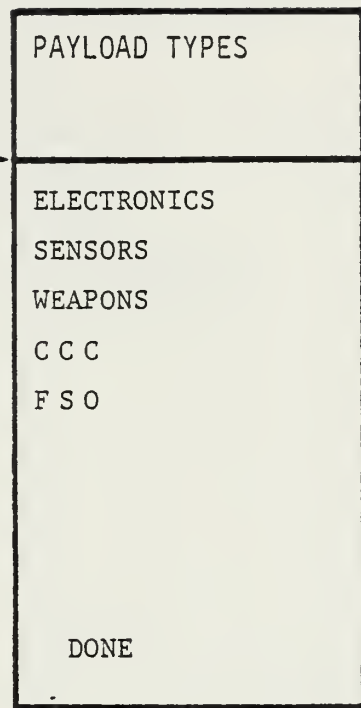 PAYLOAD TYPES
ELECTRONICS
SENSORS
WEAPONS
C C C
F S O
DONE